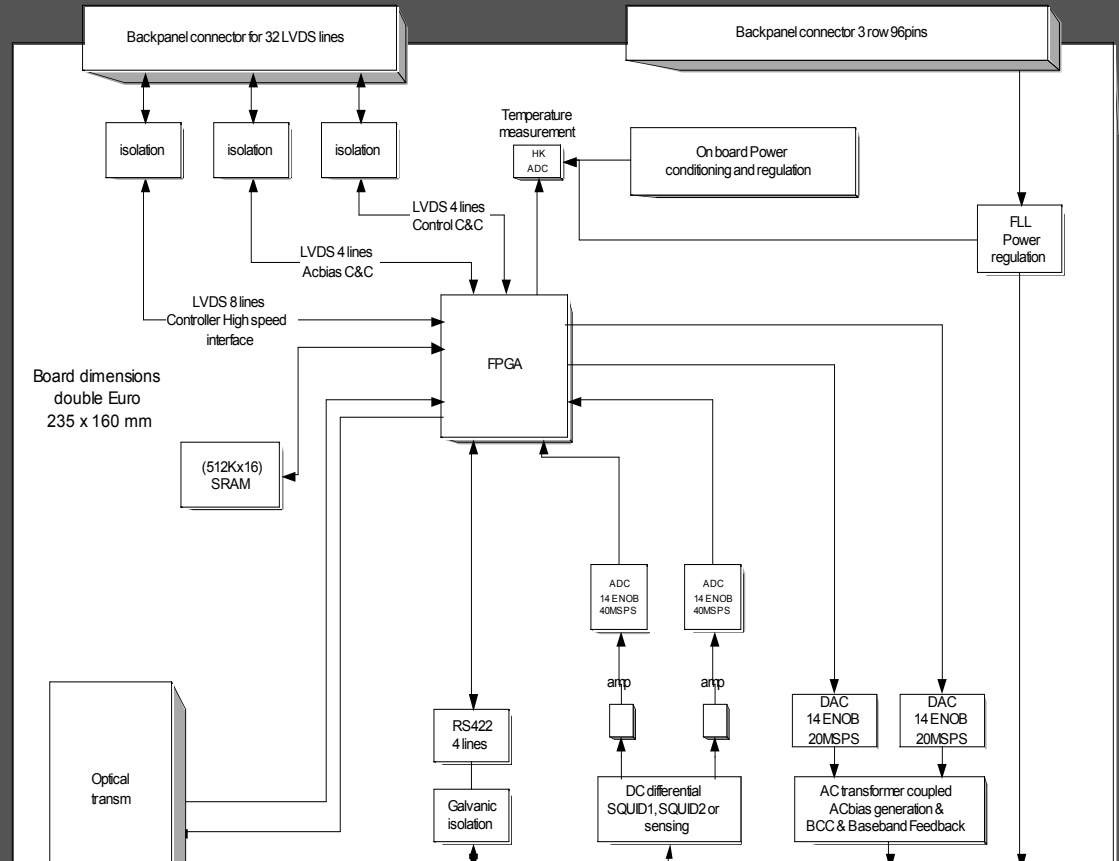 Backpanel connector for 32 LVDS lines
Backpanel connector 3 row 96pins
Temperature
measurement
isolation
isolation
isolation
HK
ADC
On board Power
conditioning and regulation
LVDS 4 lines
Control C&C
FLL
Power
regulation
LVDS 4 lines
Acbias C&C
LVDS 8 lines
Controller High speed
interface
FPGA
Board dimensions
double Euro
235 x 160 mm
(512Kx16)
SRAM
ADC
14 ENOB
40MSPS
ADC
14 ENOB
40MSPS
amp
amp
RS422
4 lines
DAC
14 ENOB
20MSPS
DAC
14 ENOB
20MSPS
Optical
transm
Galvanic
isolation
DC differential
SQUID1, SQUID2 or
sensing
AC transformer coupled
ACbias generation &
BCC & Baseband Feedback